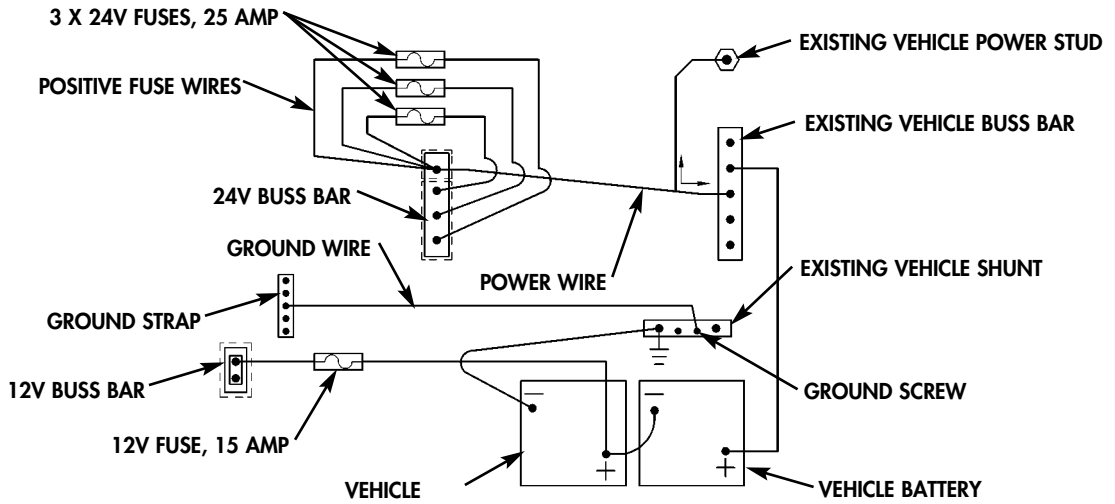 3 X 24V FUSES, 25 AMP
EXISTING VEHICLE POWER STUD
POSITIVE FUSE WIRES
EXISTING VEHICLE BUSS BAR
24V BUSS BAR
GROUND WIRE
POWER WIRE
EXISTING VEHICLE SHUNT
GROUND STRAP
12V BUSS BAR
GROUND SCREW
12V FUSE, 15 AMP
VEHICLE
VEHICLE BATTERY